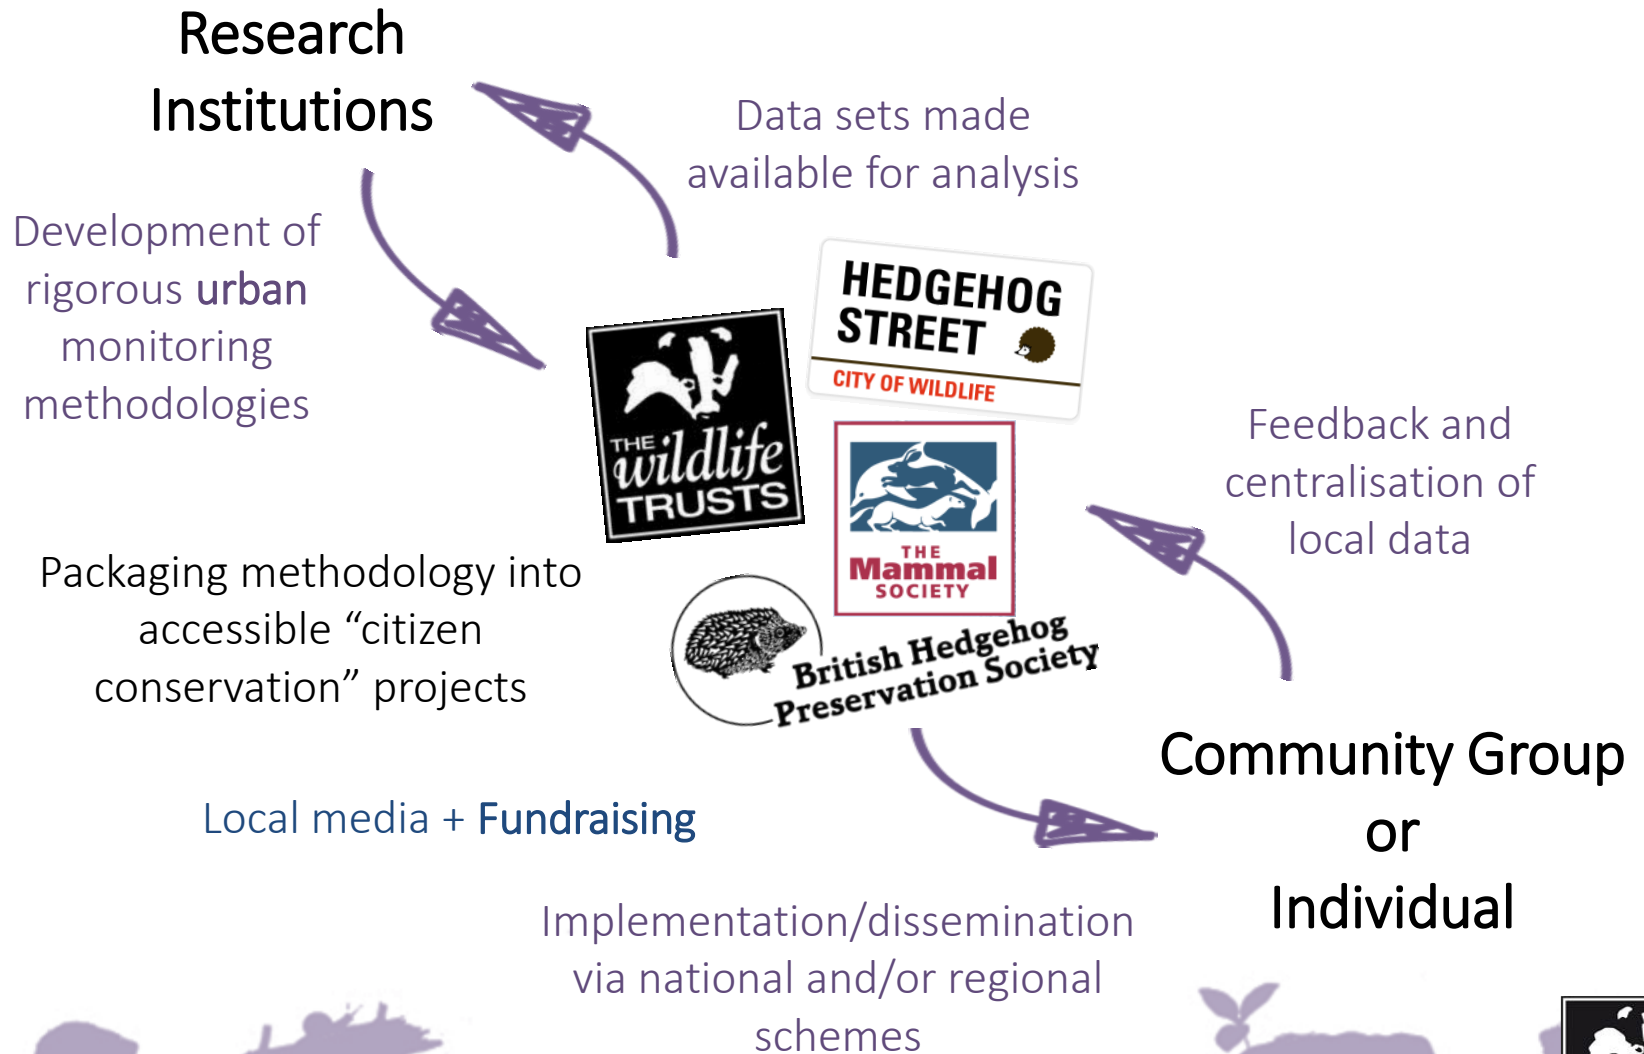 Research
Institutions
Data sets made
available for analysis
Development of
rigorous urban
monitoring
methodologies
HEDGEHOG
STREET
CITY OF WILDLIFE
THE
wildlife
TRUSTS
THE
Mammal
SOCIETY
Feedback and
centralisation of
local data
Packaging methodology into
accessible “citizen
conservation” projects
British Hedgehog
Preservation Society
Community Group
or
Individual
Local media + Fundraising
Implementation/dissemination
via national and/or regional
schemes